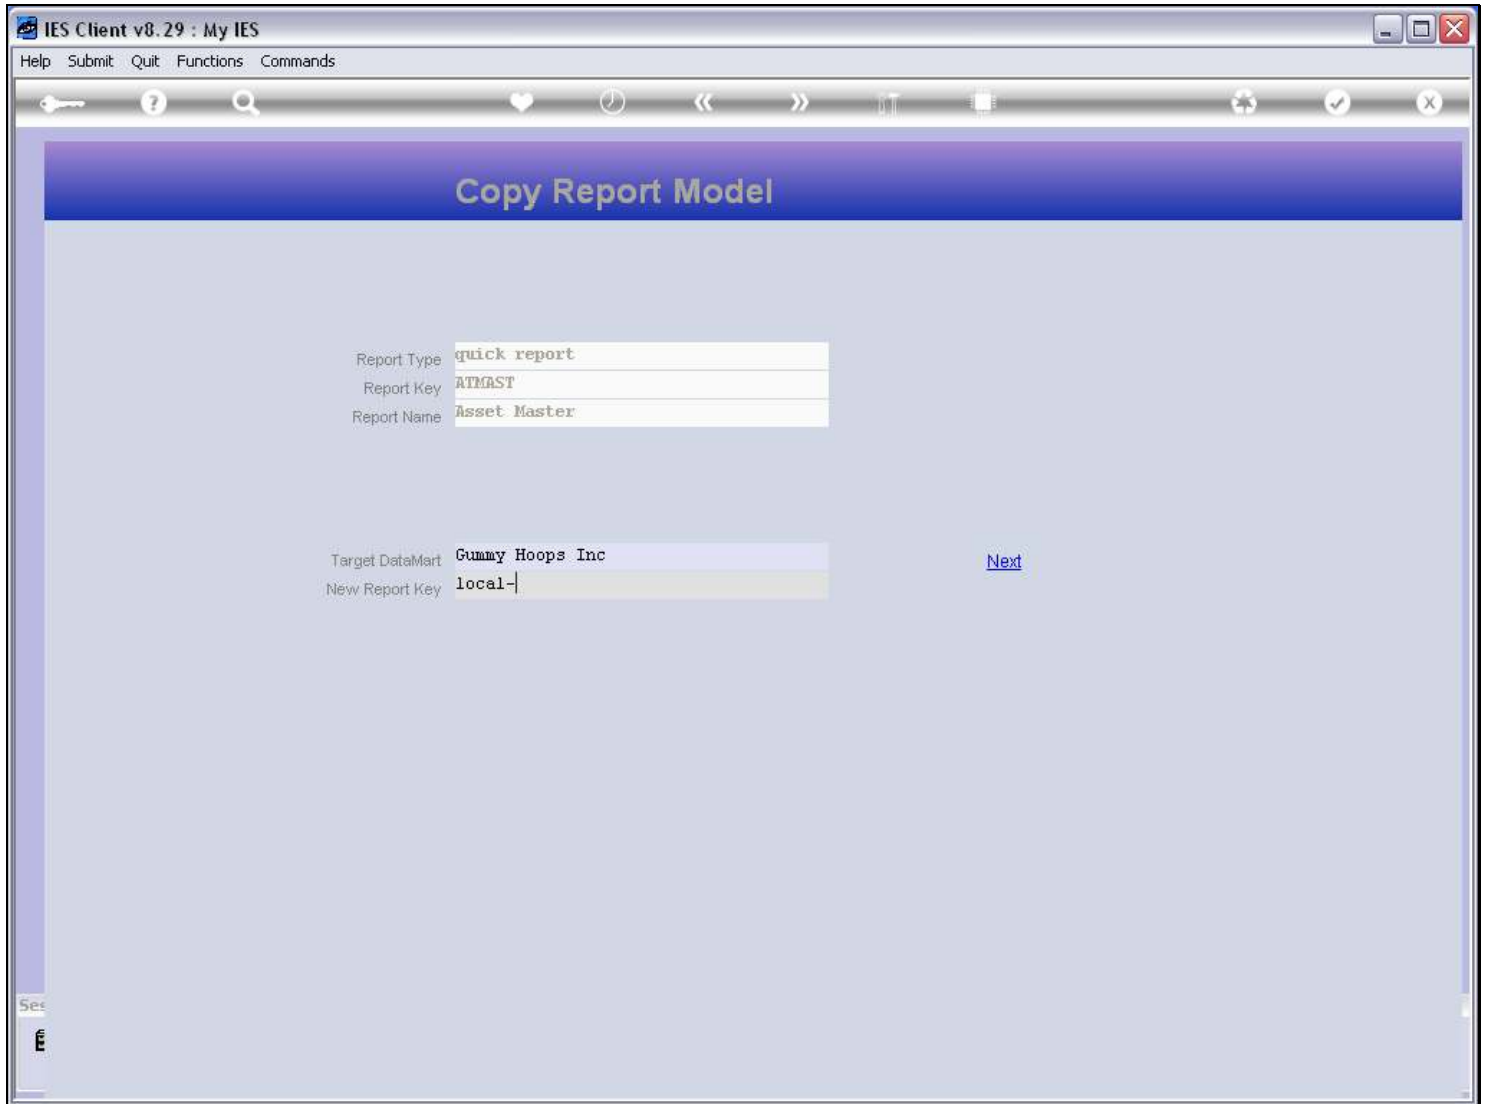 IES Client v8.29 : My IES
Help Submit Quit Functions Commands
Copy Report Model
Report Type quick report
Report Key ATMAST
Report Name Asset Master
Target DataMart Gummy Hoops Inc Next
New Report Key local-
Ses